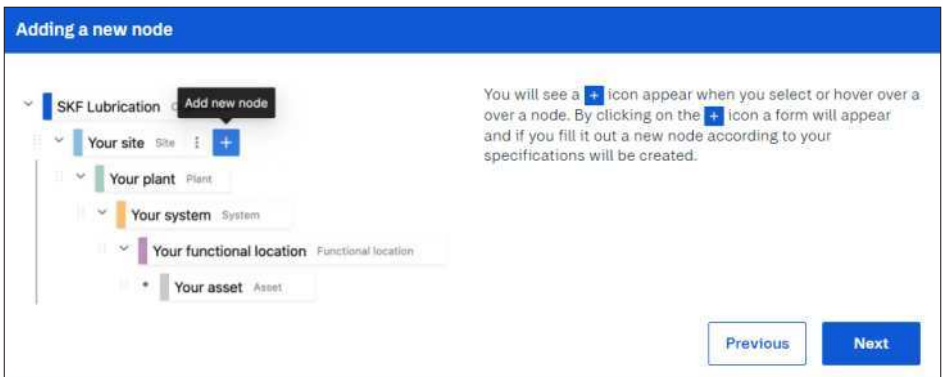 Adding a new node
SKF Lubrication
Add new node
Your site Site
Your plant Plant
Your system System
Your functional location Functional location
Your asset Asset
You will see a + icon appear when you select or hover over a
over a node. By clicking on the + icon a form will appear
and if you fill it out a new node according to your
specifications will be created.
Previous
Next